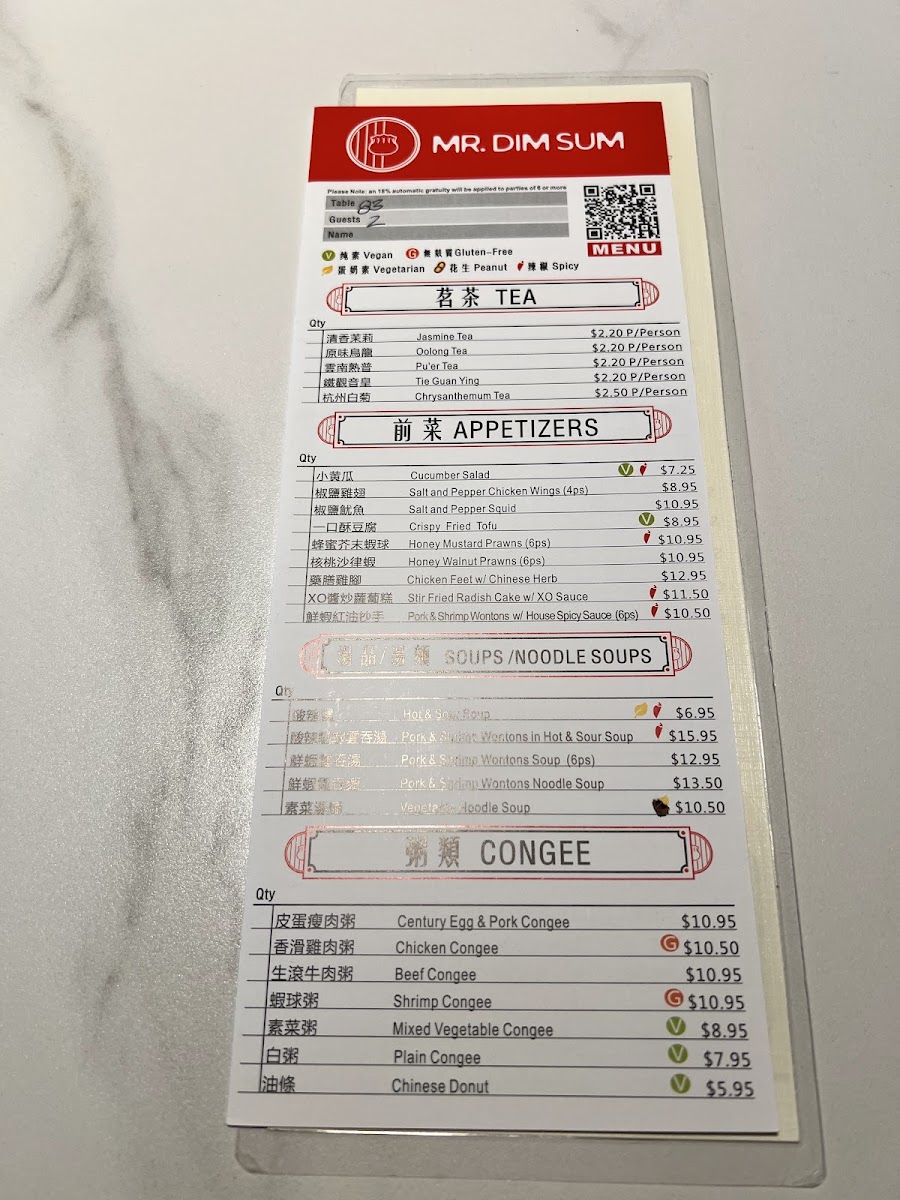 MR. DIM SUM
Please Note: an 18% automatic gratuity will be applied to parties of 6 or more
Table 83
Guests 2
Name
MENU
V 純素 Vegan G 無麩質 Gluten-Free
蛋奶素 Vegetarian 花生 Peanut 辣椒 Spicy
茗茶 TEA
Qty
清香茉莉 Jasmine Tea $2.20 P/Person
原味烏龍 Oolong Tea $2.20 P/Person
雲南熟普 Pu'er Tea $2.20 P/Person
鐵觀音皇 Tie Guan Ying $2.20 P/Person
杭州白菊 Chrysanthemum Tea $2.50 P/Person
前菜 APPETIZERS
Qty
小黃瓜 Cucumber Salad V $7.25
椒鹽雞翅 Salt and Pepper Chicken Wings (4ps) $8.95
椒鹽魷魚 Salt and Pepper Squid $10.95
一口酥豆腐 Crispy Fried Tofu V $8.95
蜂蜜芥末蝦球 Honey Mustard Prawns (6ps) $10.95
核桃沙律蝦 Honey Walnut Prawns (6ps) $10.95
藥膳雞腳 Chicken Feet w/ Chinese Herb $12.95
XO醬炒蘿蔔糕 Stir Fried Radish Cake w/ XO Sauce $11.50
鮮蝦紅油抄手 Pork & Shrimp Wontons w/ House Spicy Sauce (6ps) $10.50
SOUPS/NOODLE SOUPS
Qty
酸辣 Hot & Sour Soup $6.95
酸辣 Pork & Shrimp Wontons in Hot & Sour Soup $15.95
鮮蝦 Pork & Shrimp Wontons Soup (6ps) $12.95
鮮蝦 Pork & Shrimp Wontons Noodle Soup $13.50
素菜 Noodle Soup $10.50
粥類 CONGEE
Qty
皮蛋瘦肉粥 Century Egg & Pork Congee $10.95
香滑雞肉粥 Chicken Congee G $10.50
生滾牛肉粥 Beef Congee $10.95
蝦球粥 Shrimp Congee G $10.95
素菜粥 Mixed Vegetable Congee V $8.95
白粥 Plain Congee V $7.95
油條 Chinese Donut V $5.95